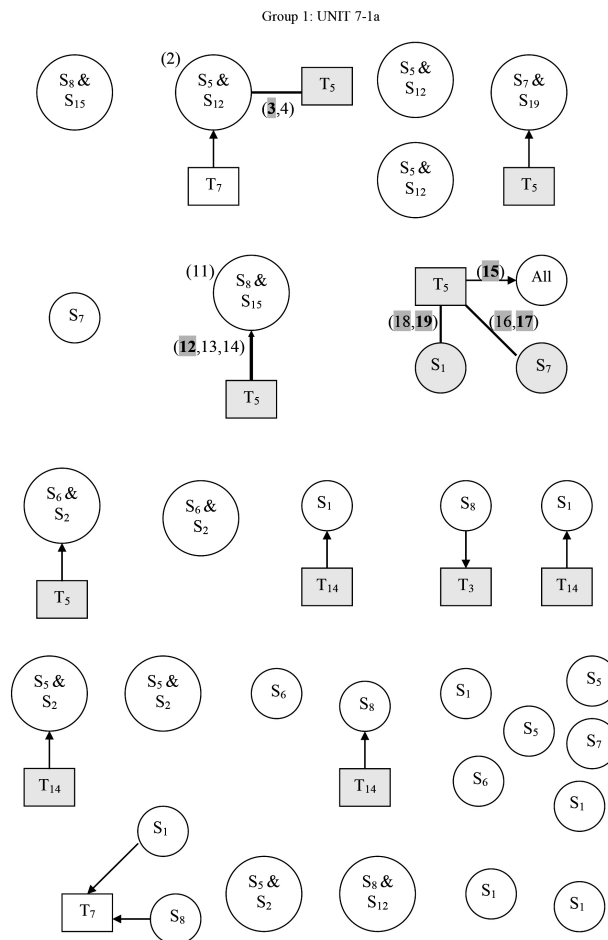 Group 1: UNIT 7-1a
S8 &
S15
(2)
S5 &
S12
(3,4)
T5
T7
S5 &
S12
S5 &
S12
S7 &
S19
T5
S7
(11)
S8 &
S15
(12,13,14)
T5
T5
(15)
All
(18,19)
(16,17)
S1
S7
S6 &
S2
T5
S6 &
S2
S1
T14
S8
T3
S1
T14
S5 &
S2
T14
S5 &
S2
S6
S8
T14
S1
S5
S5
S7
S6
S1
S1
T7
S8
S5 &
S2
S8 &
S12
S1
S1